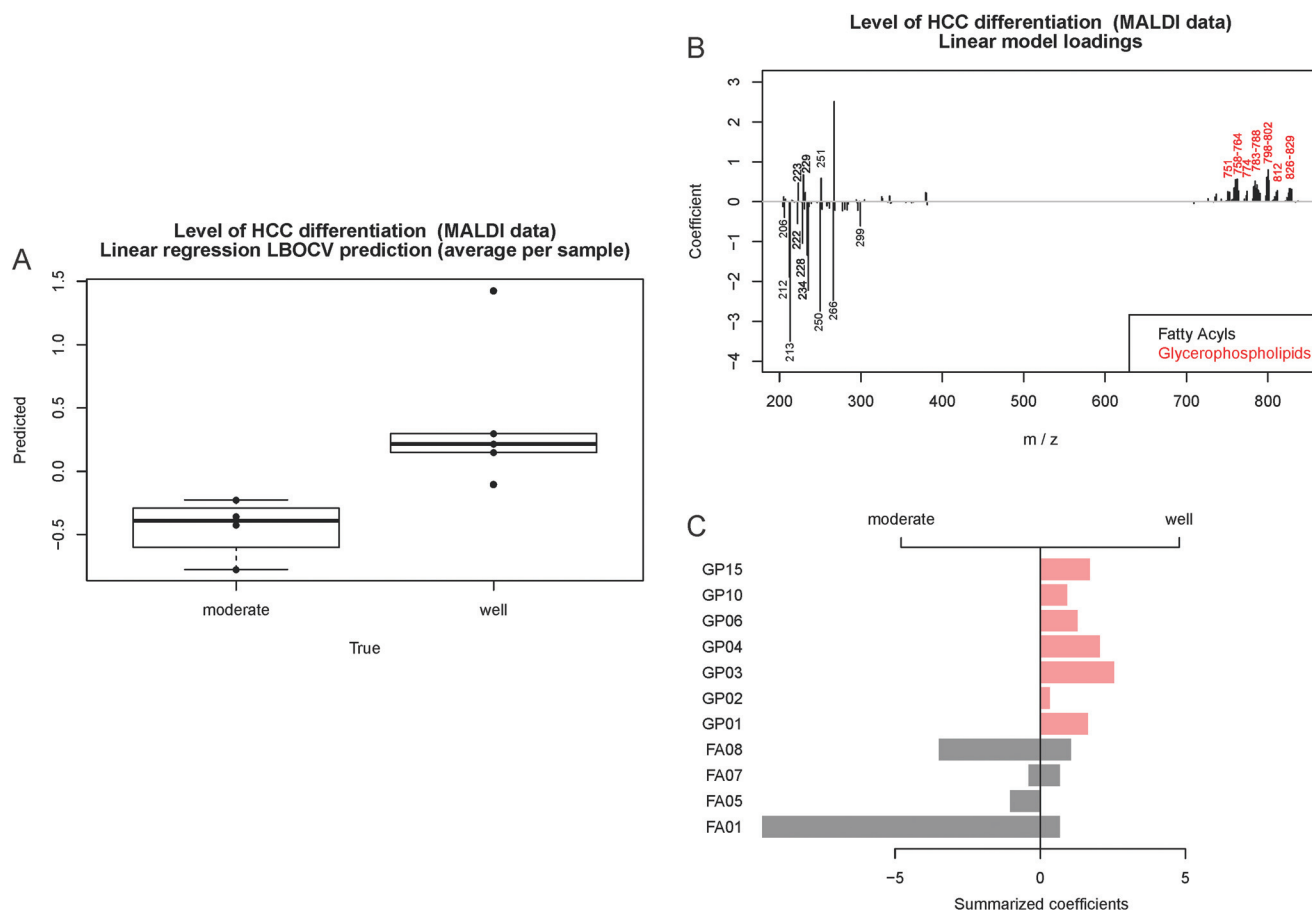 A
Level of HCC differentiation (MALDI data)
Linear regression LBOCV prediction (average per sample)
Predicted
1.5
1.0
0.5
0.0
−0.5
moderate
well
True
B
Level of HCC differentiation (MALDI data)
Linear model loadings
Coefficient
3
2
1
0
−1
−2
−3
−4
206
212
213
222
223
228
229
234
250
251
266
299
751
758-764
774
783-788
798-802
812
826-829
Fatty Acyls
Glycerophospholipids
200 300 400 500 600 700 800
m / z
C
moderate well
GP15
GP10
GP06
GP04
GP03
GP02
GP01
FA08
FA07
FA05
FA01
−5 0 5
Summarized coefficients